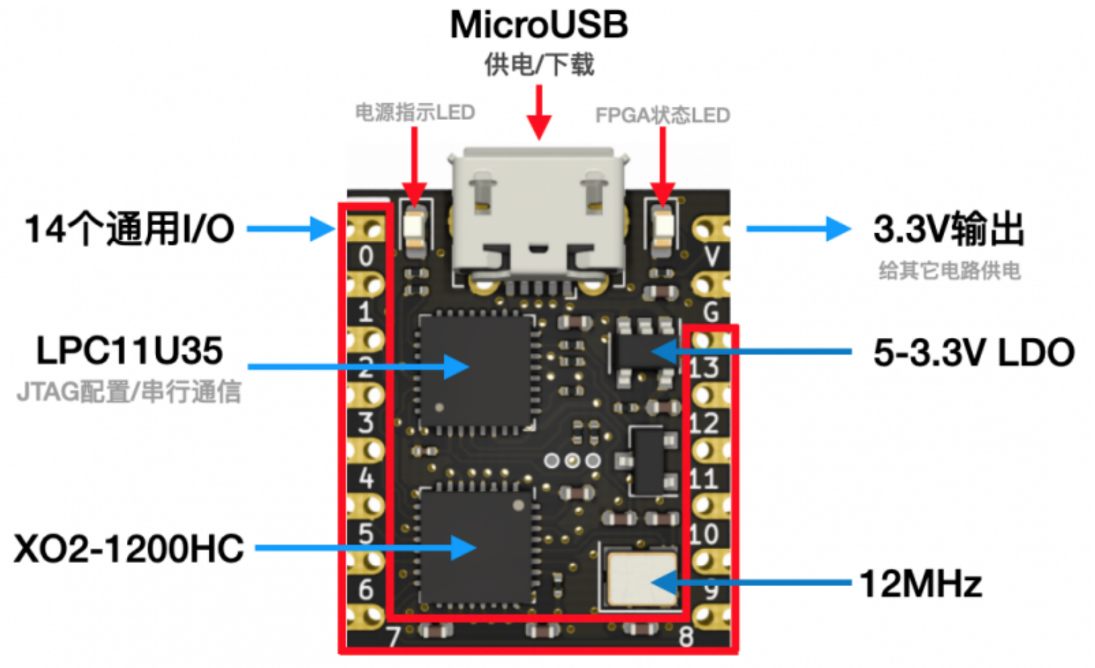 MicroUSB
供电/下载
电源指示LED
FPGA状态LED
14个通用I/O
3.3V输出
给其它电路供电
0
V
1
G
LPC11U35
JTAG配置/串行通信
5-3.3V LDO
2
13
3
12
4
11
5
10
XO2-1200HC
12MHz
6
9
7
8